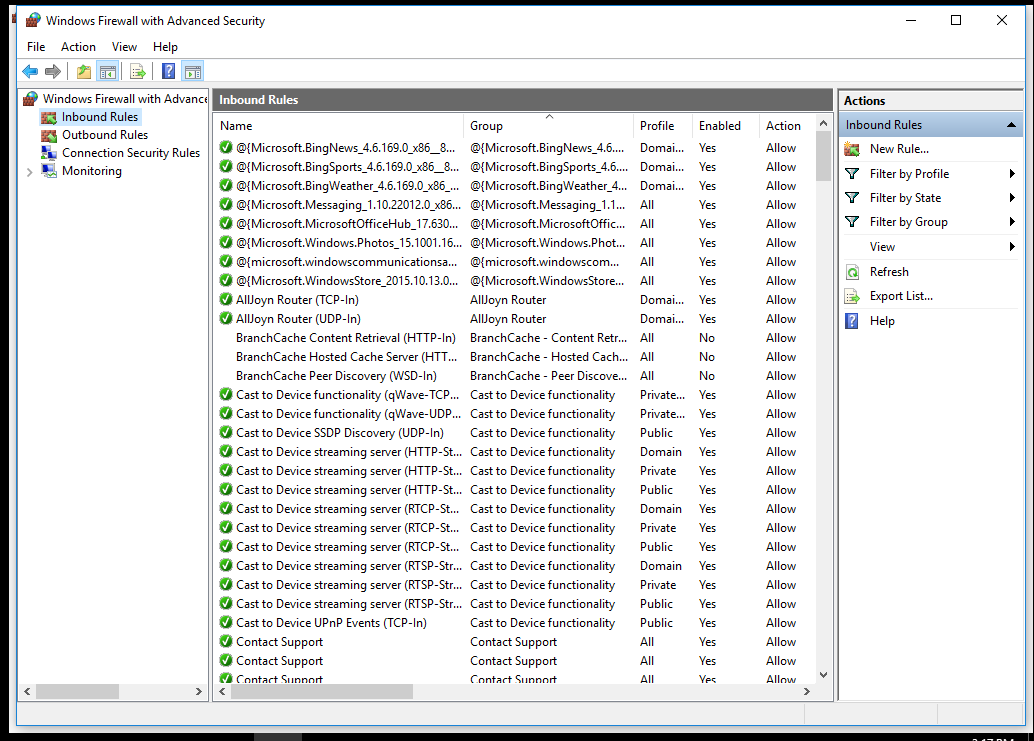 Windows Firewall with Advanced Security
File Action View Help
Windows Firewall with Advance
Inbound Rules
Outbound Rules
Connection Security Rules
Monitoring
Inbound Rules
Name Group Profile Enabled Action
@{Microsoft.BingNews_4.6.169.0_x86__8... @{Microsoft.BingNews_4.6.... Domai... Yes Allow
@{Microsoft.BingSports_4.6.169.0_x86__8... @{Microsoft.BingSports_4.6.... Domai... Yes Allow
@{Microsoft.BingWeather_4.6.169.0_x86_... @{Microsoft.BingWeather_4... Domai... Yes Allow
@{Microsoft.Messaging_1.10.22012.0_x86... @{Microsoft.Messaging_1.1... All Yes Allow
@{Microsoft.MicrosoftOfficeHub_17.630... @{Microsoft.MicrosoftOffic... All Yes Allow
@{Microsoft.Windows.Photos_15.1001.16... @{Microsoft.Windows.Phot... All Yes Allow
@{microsoft.windowscommunicationsa... @{microsoft.windowscom... All Yes Allow
@{Microsoft.WindowsStore_2015.10.13.0... @{Microsoft.WindowsStore... All Yes Allow
AllJoyn Router (TCP-In) AllJoyn Router Domai... Yes Allow
AllJoyn Router (UDP-In) AllJoyn Router Domai... Yes Allow
BranchCache Content Retrieval (HTTP-In) BranchCache - Content Retr... All No Allow
BranchCache Hosted Cache Server (HTT... BranchCache - Hosted Cach... All No Allow
BranchCache Peer Discovery (WSD-In) BranchCache - Peer Discove... All No Allow
Cast to Device functionality (qWave-TCP... Cast to Device functionality Private... Yes Allow
Cast to Device functionality (qWave-UDP... Cast to Device functionality Private... Yes Allow
Cast to Device SSDP Discovery (UDP-In) Cast to Device functionality Public Yes Allow
Cast to Device streaming server (HTTP-St... Cast to Device functionality Domain Yes Allow
Cast to Device streaming server (HTTP-St... Cast to Device functionality Private Yes Allow
Cast to Device streaming server (HTTP-St... Cast to Device functionality Public Yes Allow
Cast to Device streaming server (RTCP-St... Cast to Device functionality Domain Yes Allow
Cast to Device streaming server (RTCP-St... Cast to Device functionality Private Yes Allow
Cast to Device streaming server (RTCP-St... Cast to Device functionality Public Yes Allow
Cast to Device streaming server (RTSP-Str... Cast to Device functionality Domain Yes Allow
Cast to Device streaming server (RTSP-Str... Cast to Device functionality Private Yes Allow
Cast to Device streaming server (RTSP-Str... Cast to Device functionality Public Yes Allow
Cast to Device UPnP Events (TCP-In) Cast to Device functionality Public Yes Allow
Contact Support Contact Support All Yes Allow
Contact Support Contact Support All Yes Allow
Contact Support Contact Support All Yes Allow
Actions
Inbound Rules
New Rule...
Filter by Profile
Filter by State
Filter by Group
View
Refresh
Export List...
Help